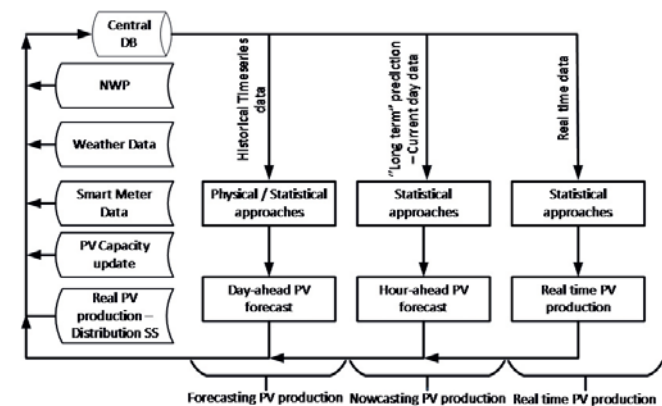 Central
DB
NWP
Weather Data
Smart Meter
Data
PV Capacity
update
Real PV
production –
Distribution SS
Historical Timeseries
data
"Long term" prediction
– Current day data
Real time data
Physical / Statistical
approaches
Statistical
approaches
Statistical
approaches
Day-ahead PV
forecast
Hour-ahead PV
forecast
Real time PV
production
Forecasting PV production
Nowcasting PV production
Real time PV production